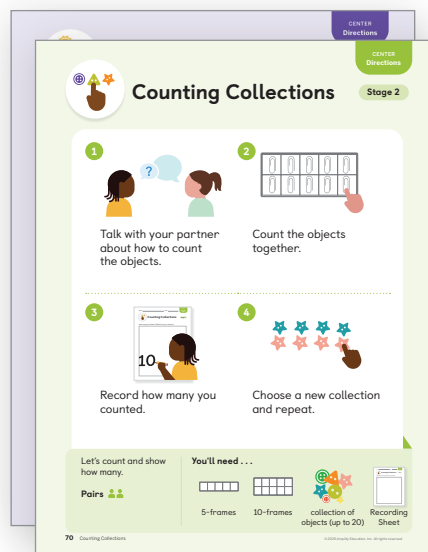 CENTER
Directions
CENTER
Directions
Counting Collections
Stage 2
1
?
Talk with your partner
about how to count
the objects.
2
Count the objects
together.
3
Counting Collections
10
Record how many you
counted.
4
Choose a new collection
and repeat.
Let's count and show
how many.
Pairs
You'll need . . .
5-frames
10-frames
collection of
objects (up to 20)
Recording
Sheet
70 Counting Collections